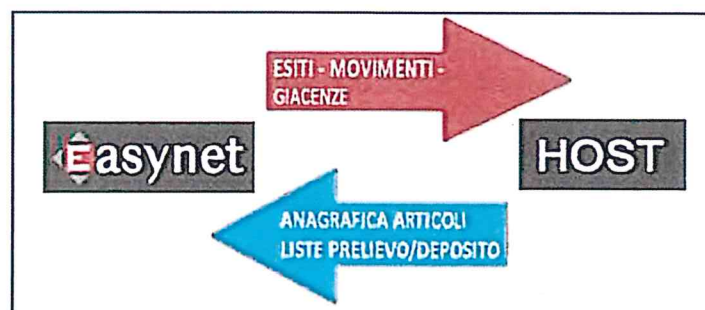 ESITI - MOVIMENTI -
GIACENZE
Easynet
HOST
ANAGRAFICA ARTICOLI
LISTE PRELIEVO/DEPOSITO